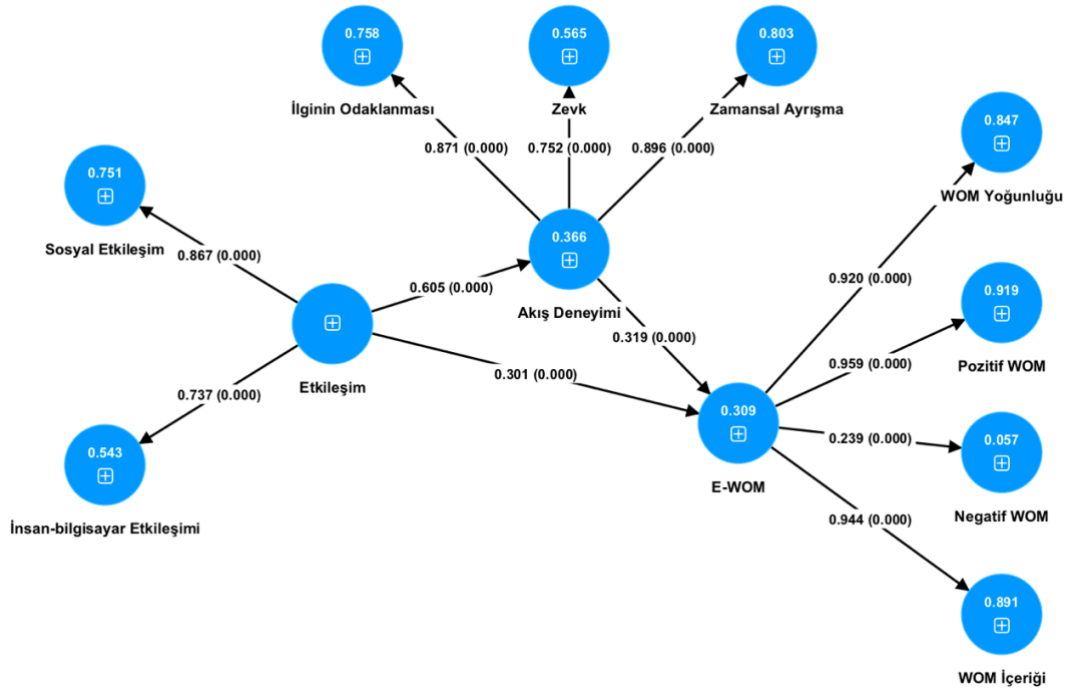 0.758
İlginin Odaklanması
0.565
Zevk
0.803
Zamansal Ayrışma
0.847
WOM Yoğunluğu
0.871 (0.000)
0.752 (0.000)
0.896 (0.000)
0.751
Sosyal Etkileşim
0.867 (0.000)
0.366
Akış Deneyimi
0.605 (0.000)
0.920 (0.000)
0.919
Pozitif WOM
0.319 (0.000)
Etkileşim
0.301 (0.000)
0.959 (0.000)
0.737 (0.000)
0.309
E-WOM
0.239 (0.000)
0.057
Negatif WOM
0.543
İnsan-bilgisayar Etkileşimi
0.944 (0.000)
0.891
WOM İçeriği